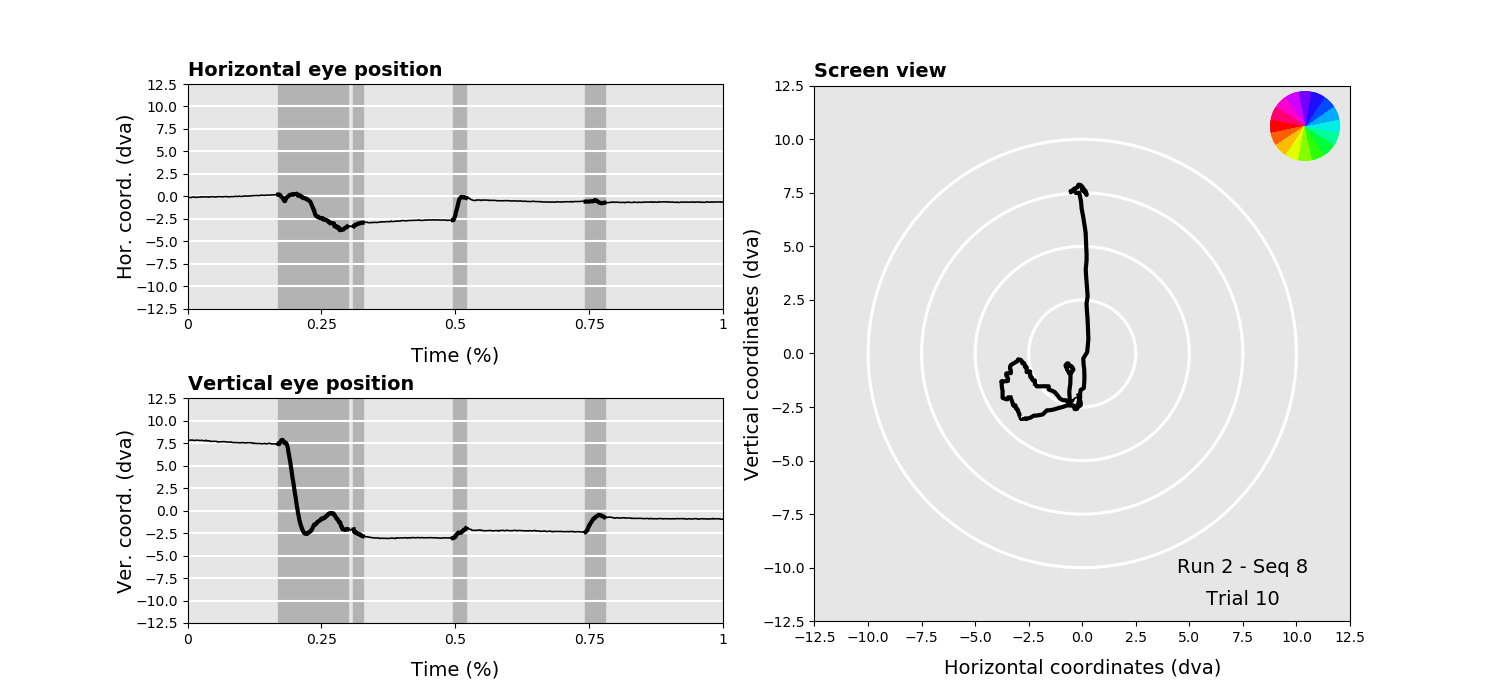 Horizontal eye position
Hor. coord. (dva)
12.5
10.0
7.5
5.0
2.5
0.0
−2.5
−5.0
−7.5
−10.0
−12.5
0 0.25 0.5 0.75 1
Time (%)
Vertical eye position
Ver. coord. (dva)
12.5
10.0
7.5
5.0
2.5
0.0
−2.5
−5.0
−7.5
−10.0
−12.5
0 0.25 0.5 0.75 1
Time (%)
Screen view
Vertical coordinates (dva)
12.5
10.0
7.5
5.0
2.5
0.0
−2.5
−5.0
−7.5
−10.0
−12.5
Run 2 - Seq 8
Trial 10
−12.5 −10.0 −7.5 −5.0 −2.5 0.0 2.5 5.0 7.5 10.0 12.5
Horizontal coordinates (dva)